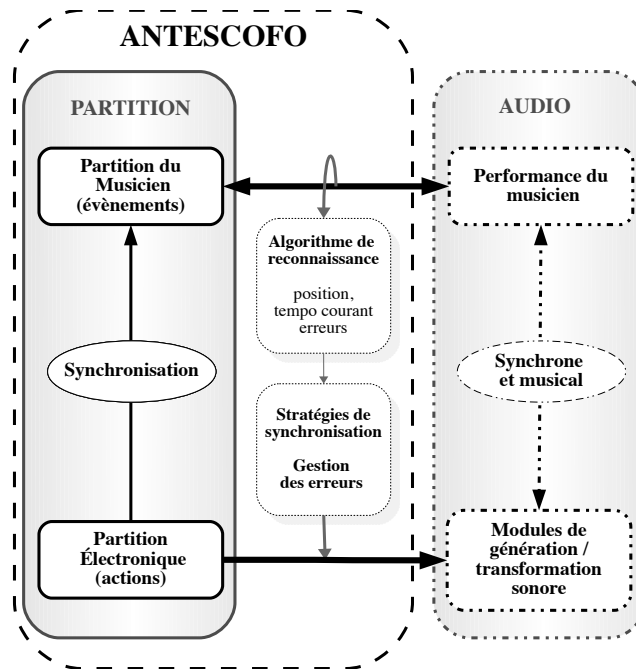 ANTESCOFO
PARTITION
AUDIO
Partition du
Musicien
(évènements)
Performance du
musicien
Algorithme de
reconnaissance
position,
tempo courant
erreurs
Synchronisation
Synchrone
et musical
Stratégies de
synchronisation
Gestion
des erreurs
Partition
Électronique
(actions)
Modules de
génération /
transformation
sonore